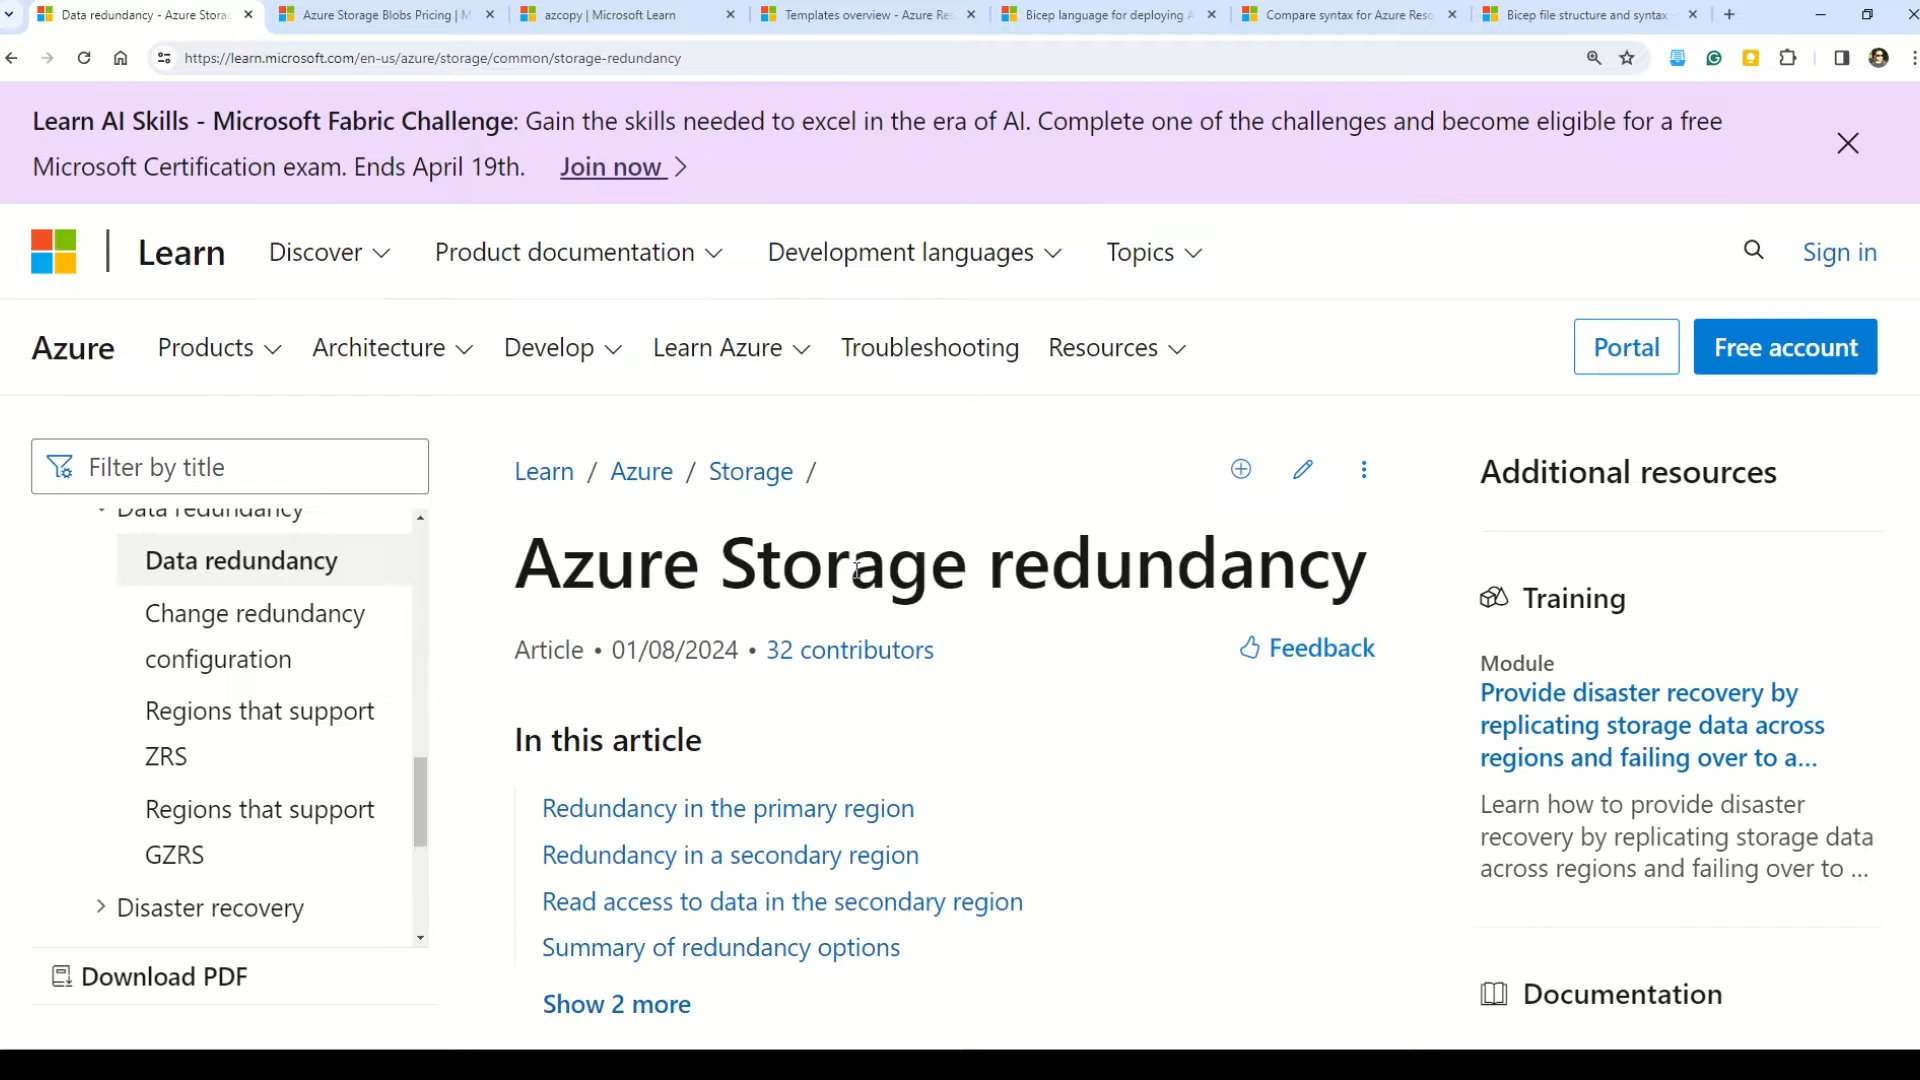 Data redundancy - Azure Stora
Azure Storage Blobs Pricing | M
azcopy | Microsoft Learn
Templates overview - Azure Res
Bicep language for deploying A
Compare syntax for Azure Reso
Bicep file structure and syntax
https://learn.microsoft.com/en-us/azure/storage/common/storage-redundancy
Learn AI Skills - Microsoft Fabric Challenge: Gain the skills needed to excel in the era of AI. Complete one of the challenges and become eligible for a free
Microsoft Certification exam. Ends April 19th. Join now
Learn Discover Product documentation Development languages Topics Sign in
Azure Products Architecture Develop Learn Azure Troubleshooting Resources Portal Free account
Filter by title
Data redundancy
Data redundancy
Change redundancy
configuration
Regions that support
ZRS
Regions that support
GZRS
Disaster recovery
Download PDF
Learn / Azure / Storage /
Azure Storage redundancy
Article • 01/08/2024 • 32 contributors
Feedback
In this article
Redundancy in the primary region
Redundancy in a secondary region
Read access to data in the secondary region
Summary of redundancy options
Show 2 more
Additional resources
Training
Module
Provide disaster recovery by
replicating storage data across
regions and failing over to a...
Learn how to provide disaster
recovery by replicating storage data
across regions and failing over to ...
Documentation